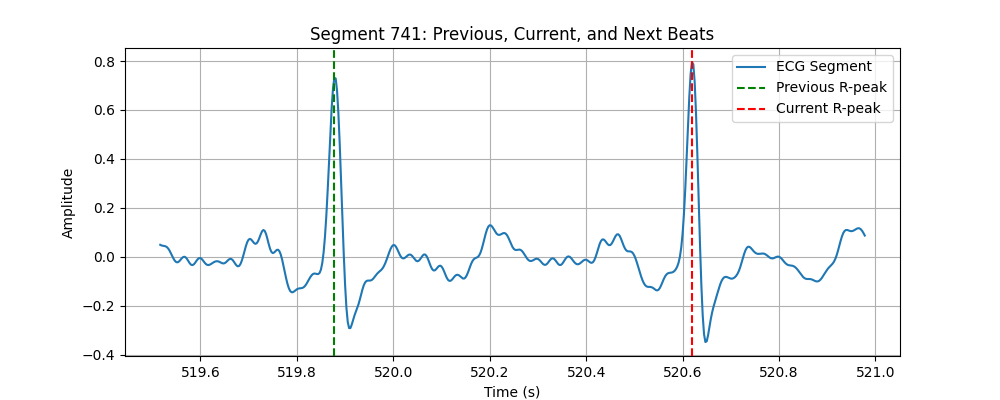 Segment 741: Previous, Current, and Next Beats
ECG Segment
Previous R-peak
Current R-peak
Amplitude
0.8
0.6
0.4
0.2
0.0
−0.2
−0.4
519.6 519.8 520.0 520.2 520.4 520.6 520.8 521.0
Time (s)